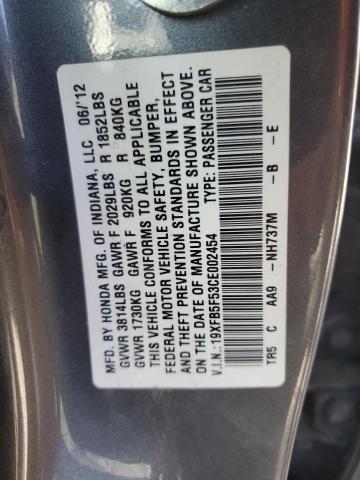 MFD. BY HONDA MFG. OF INDIANA, LLC 06/'12
GVWR 3814LBS GAWR F 2029LBS R 1852LBS
GVWR 1730KG GAWR F 920KG R 840KG
THIS VEHICLE CONFORMS TO ALL APPLICABLE
FEDERAL MOTOR VEHICLE SAFETY, BUMPER,
AND THEFT PREVENTION STANDARDS IN EFFECT
ON THE DATE OF MANUFACTURE SHOWN ABOVE.
V.I.N.: 19XFB5F53CE002454 TYPE: PASSENGER CAR
TR5 C AA9 - NH737M - B - E